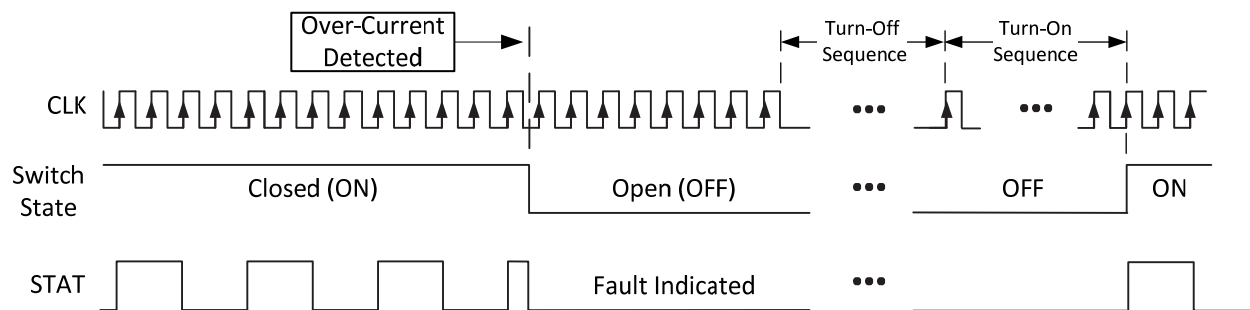 Over-Current
Detected
Turn-Off
Sequence
Turn-On
Sequence
CLK
•••
•••
Switch
State
Closed (ON)
Open (OFF)
•••
OFF
ON
STAT
Fault Indicated
•••